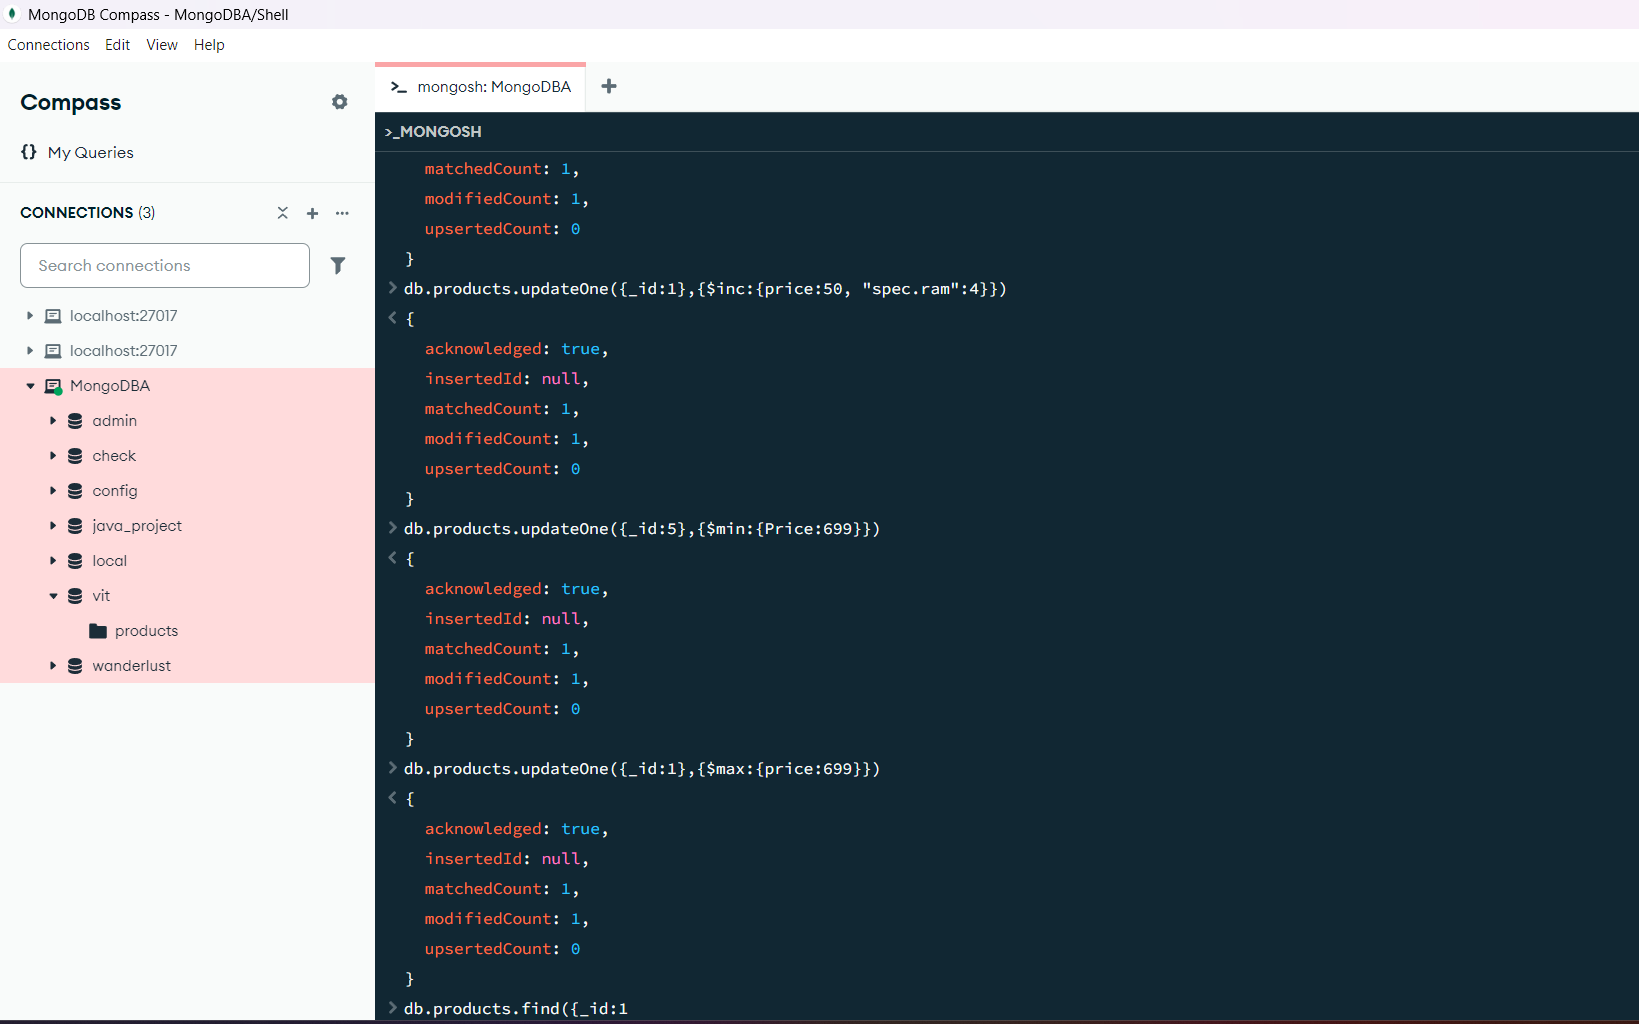 MongoDB Compass - MongoDBA/Shell
Connections Edit View Help
Compass
{} My Queries
CONNECTIONS (3)
Search connections
localhost:27017
localhost:27017
MongoDBA
admin
check
config
java_project
local
vit
products
wanderlust
>_ mongosh: MongoDBA +
>_MONGOSH
matchedCount: 1,
modifiedCount: 1,
upsertedCount: 0
}
> db.products.updateOne({_id:1},{$inc:{price:50, "spec.ram":4}})
< {
acknowledged: true,
insertedId: null,
matchedCount: 1,
modifiedCount: 1,
upsertedCount: 0
}
> db.products.updateOne({_id:5},{$min:{Price:699}})
< {
acknowledged: true,
insertedId: null,
matchedCount: 1,
modifiedCount: 1,
upsertedCount: 0
}
> db.products.updateOne({_id:1},{$max:{price:699}})
< {
acknowledged: true,
insertedId: null,
matchedCount: 1,
modifiedCount: 1,
upsertedCount: 0
}
> db.products.find({_id:1